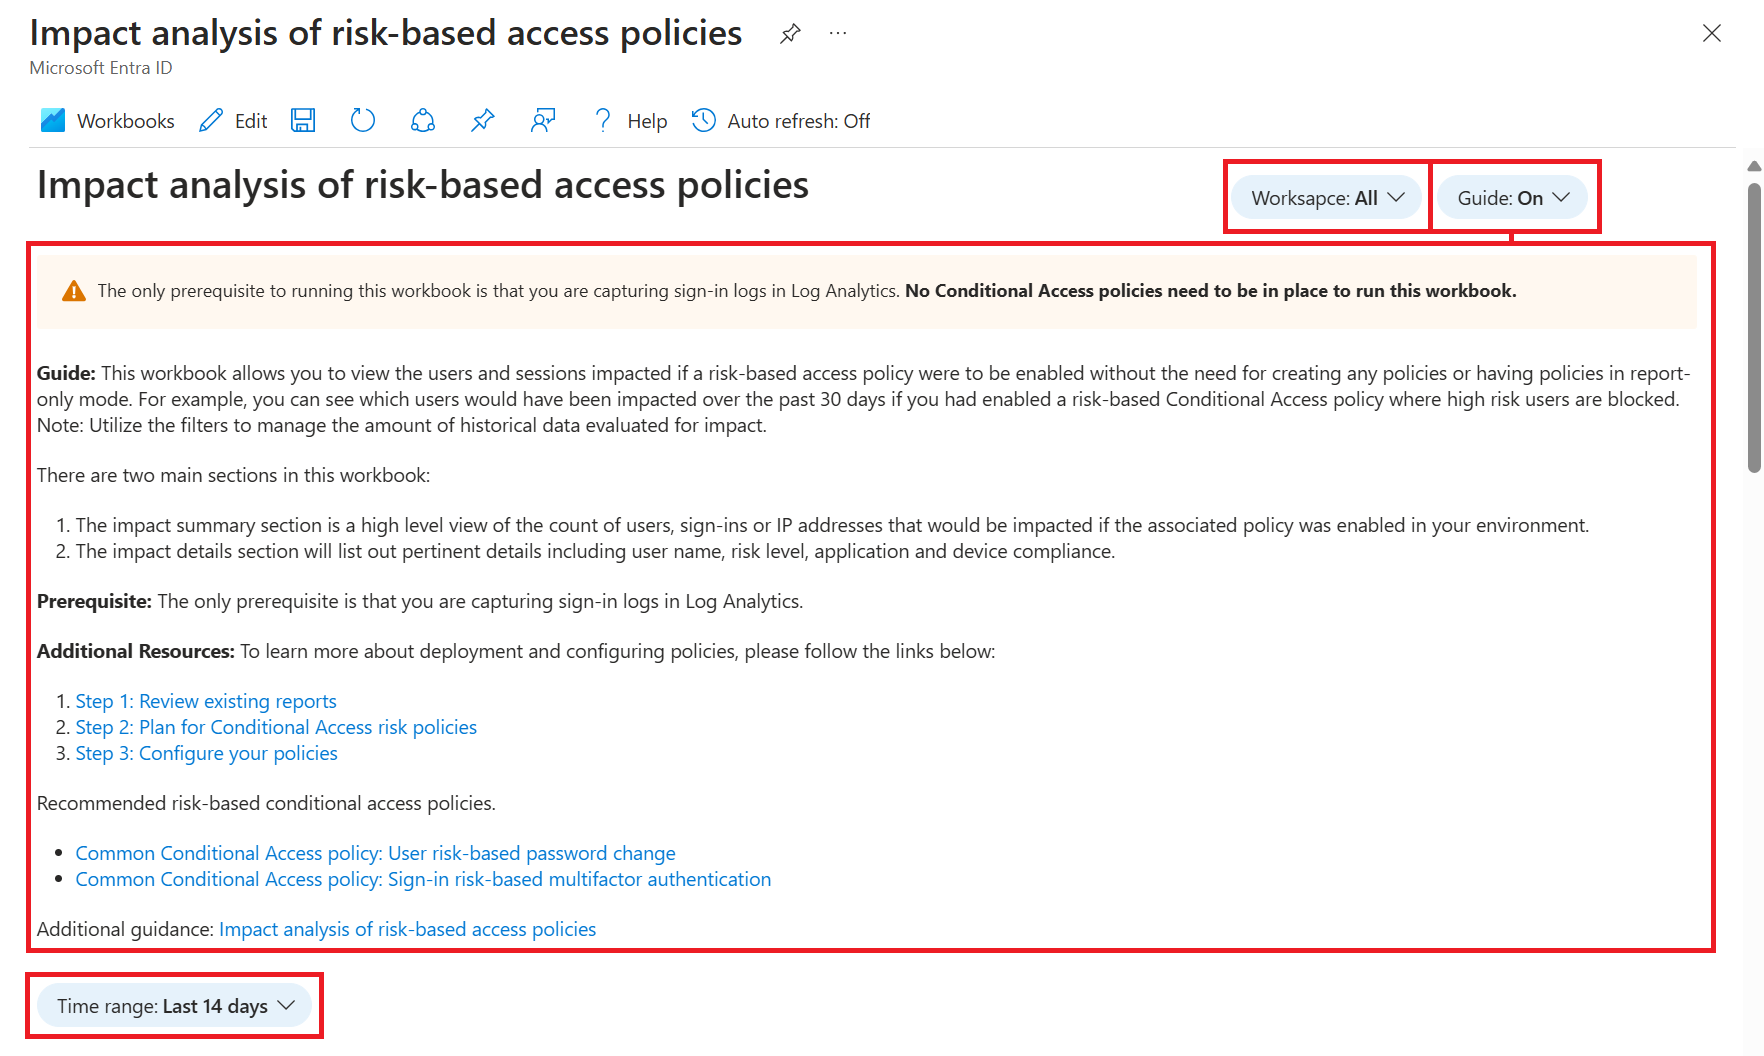 Impact analysis of risk-based access policies
Microsoft Entra ID
Workbooks Edit Help Auto refresh: Off
Impact analysis of risk-based access policies
Worksapce: All Guide: On
The only prerequisite to running this workbook is that you are capturing sign-in logs in Log Analytics. No Conditional Access policies need to be in place to run this workbook.
Guide: This workbook allows you to view the users and sessions impacted if a risk-based access policy were to be enabled without the need for creating any policies or having policies in report-
only mode. For example, you can see which users would have been impacted over the past 30 days if you had enabled a risk-based Conditional Access policy where high risk users are blocked.
Note: Utilize the filters to manage the amount of historical data evaluated for impact.
There are two main sections in this workbook:
1. The impact summary section is a high level view of the count of users, sign-ins or IP addresses that would be impacted if the associated policy was enabled in your environment.
2. The impact details section will list out pertinent details including user name, risk level, application and device compliance.
Prerequisite: The only prerequisite is that you are capturing sign-in logs in Log Analytics.
Additional Resources: To learn more about deployment and configuring policies, please follow the links below:
1. Step 1: Review existing reports
2. Step 2: Plan for Conditional Access risk policies
3. Step 3: Configure your policies
Recommended risk-based conditional access policies.
• Common Conditional Access policy: User risk-based password change
• Common Conditional Access policy: Sign-in risk-based multifactor authentication
Additional guidance: Impact analysis of risk-based access policies
Time range: Last 14 days